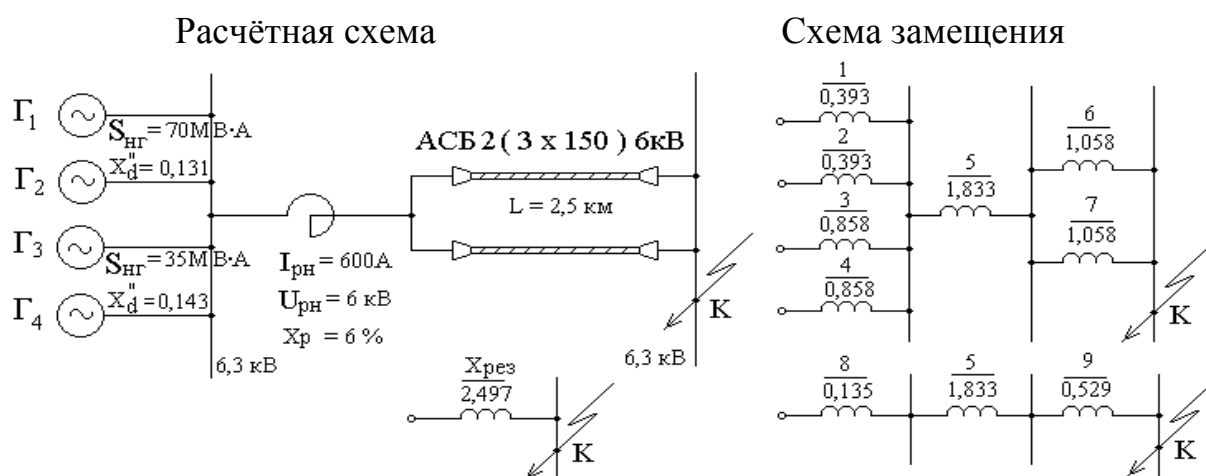 Расчётная схема
Схема замещения
Г1
Sнг = 70МВ·А
Г2
X"d = 0,131
Г3
Sнг = 35МВ·А
Г4
X"d = 0,143
6,3 кВ
Iрн = 600А
Uрн = 6 кВ
Xр = 6 %
АСБ 2 ( 3 х 150 ) 6кВ
L = 2,5 км
К
6,3 кВ
Xрез
2,497
К
1
0,393
2
0,393
3
0,858
4
0,858
5
1,833
6
1,058
7
1,058
К
8
0,135
5
1,833
9
0,529
К